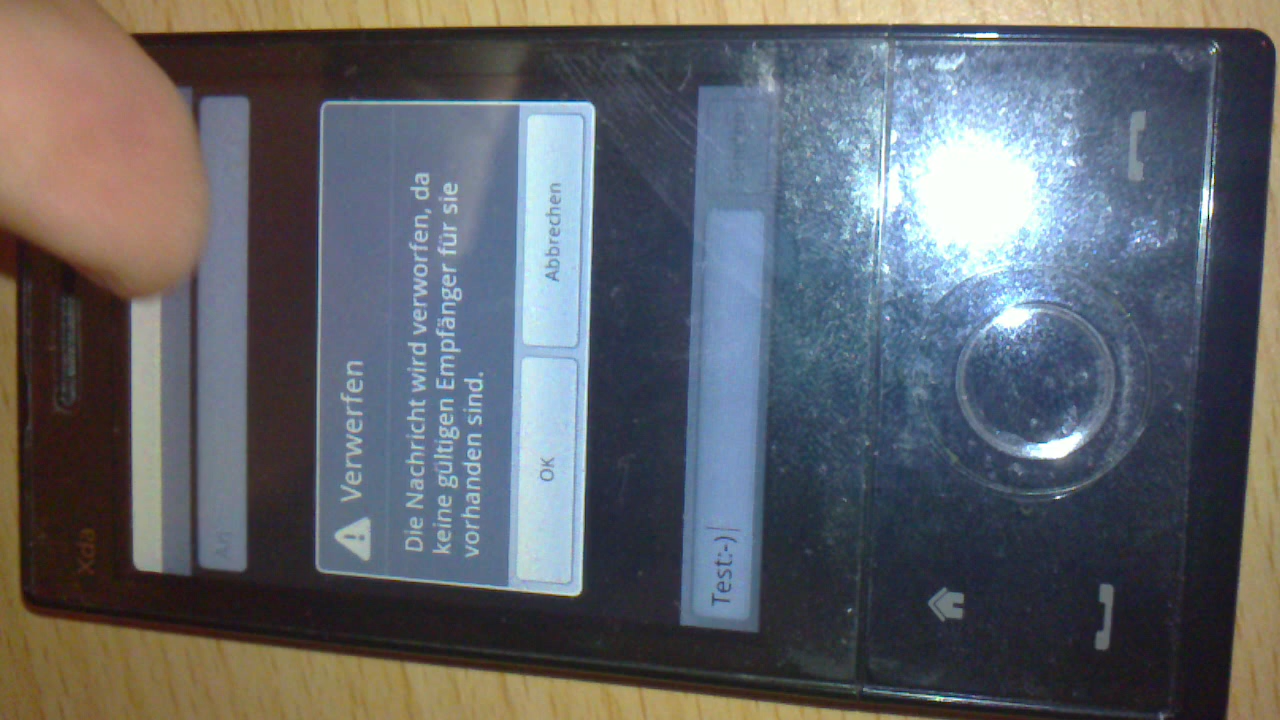 Xda
An
Verwerfen
Die Nachricht wird verworfen, da
keine gültigen Empfänger für sie
vorhanden sind.
OK
Abbrechen
Test:-)